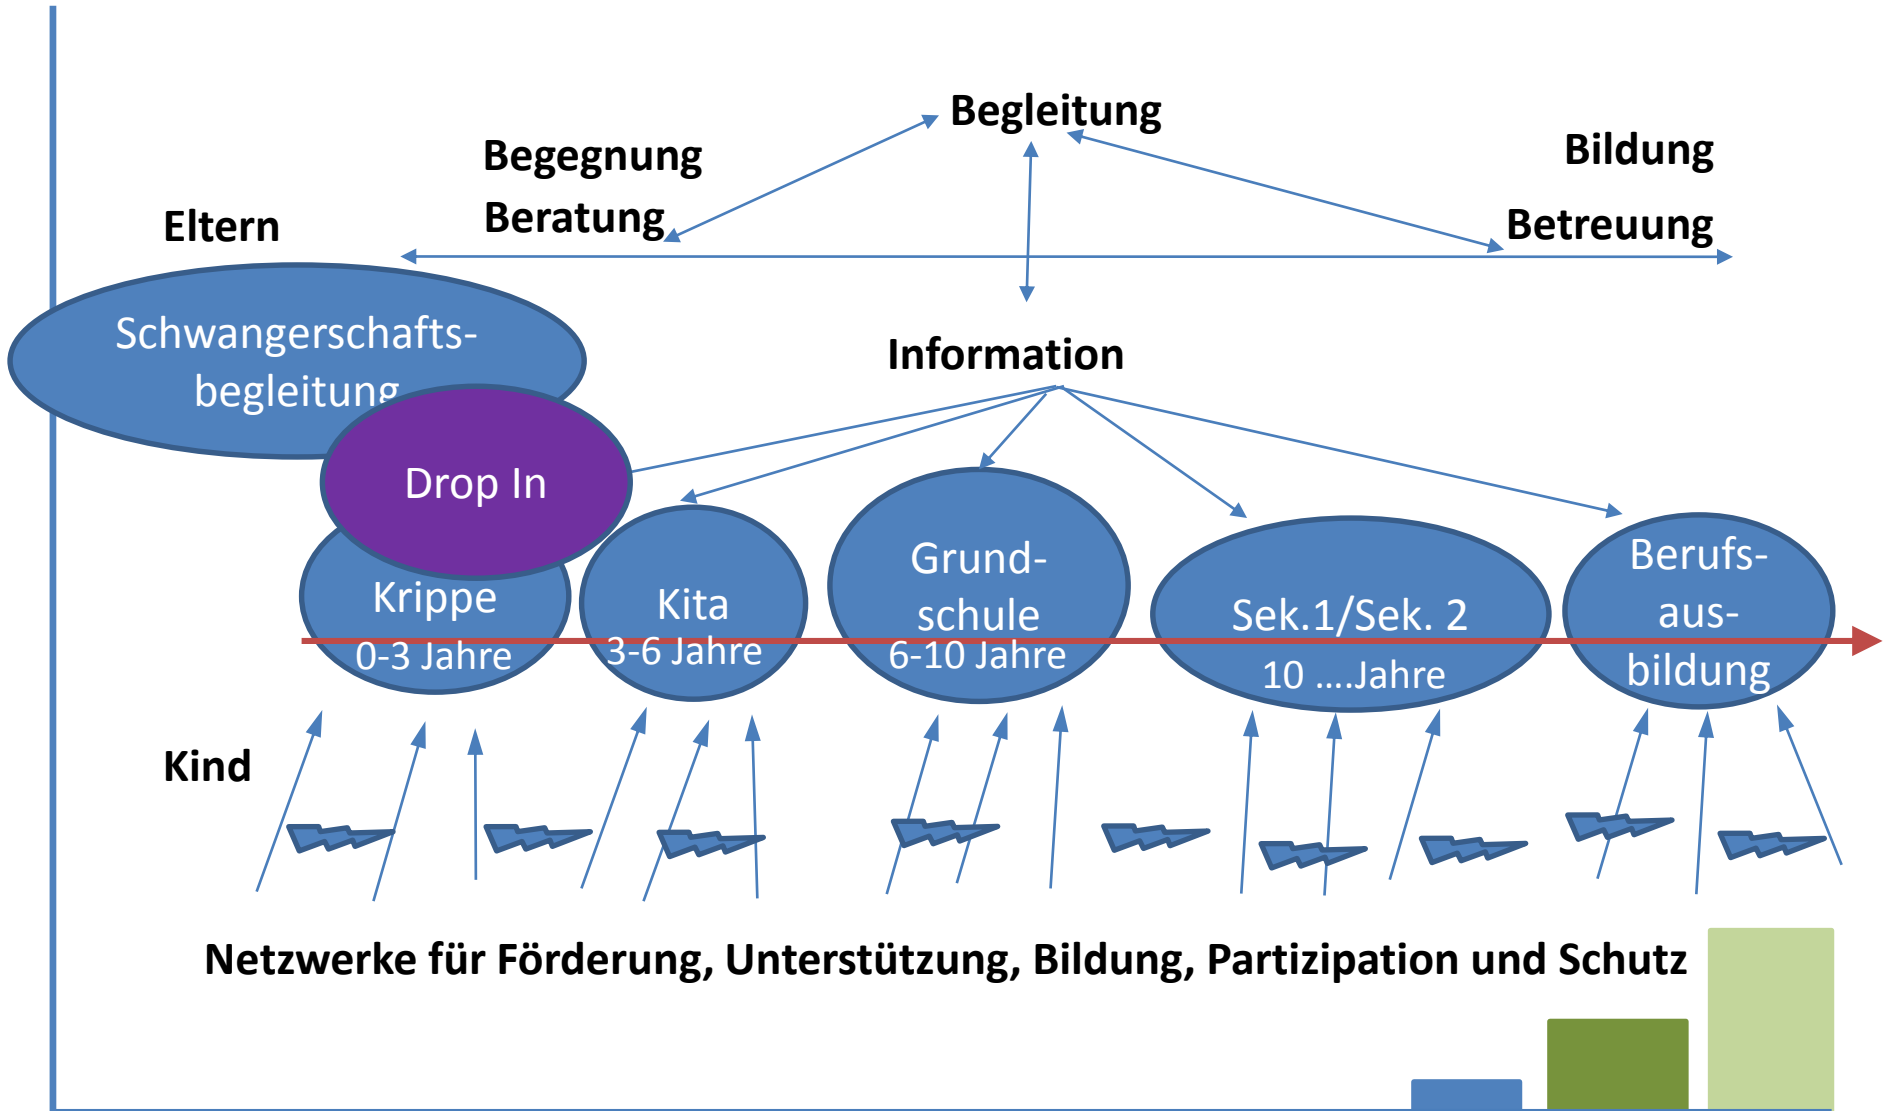 Begleitung
Begegnung
Bildung
Beratung
Eltern
Betreuung
Schwangerschafts-
begleitung
Information
Drop In
Krippe
0-3 Jahre
Kita
3-6 Jahre
Grund-
schule
6-10 Jahre
Sek.1/Sek. 2
10 ....Jahre
Berufs-
aus-
bildung
Kind
Netzwerke für Förderung, Unterstützung, Bildung, Partizipation und Schutz